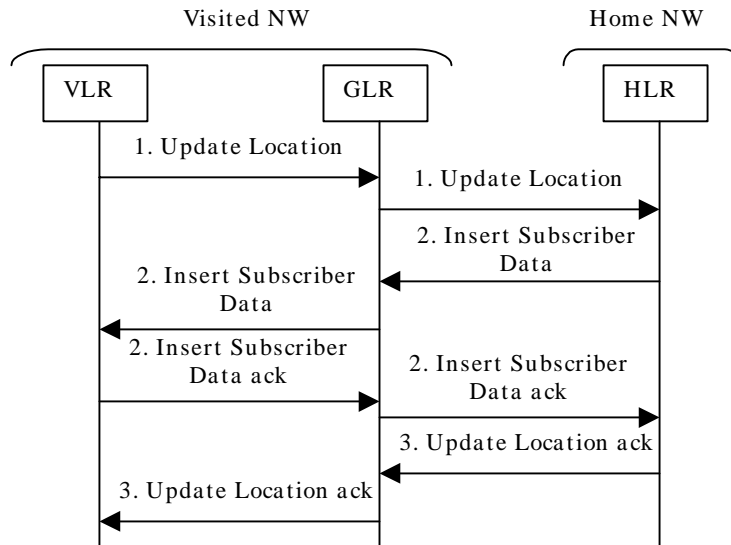 Visited NW
Home NW
VLR
GLR
HLR
1. Update Location
1. Update Location
2. Insert Subscriber
Data
2. Insert Subscriber
Data
2. Insert Subscriber
Data ack
2. Insert Subscriber
Data ack
3. Update Location ack
3. Update Location ack